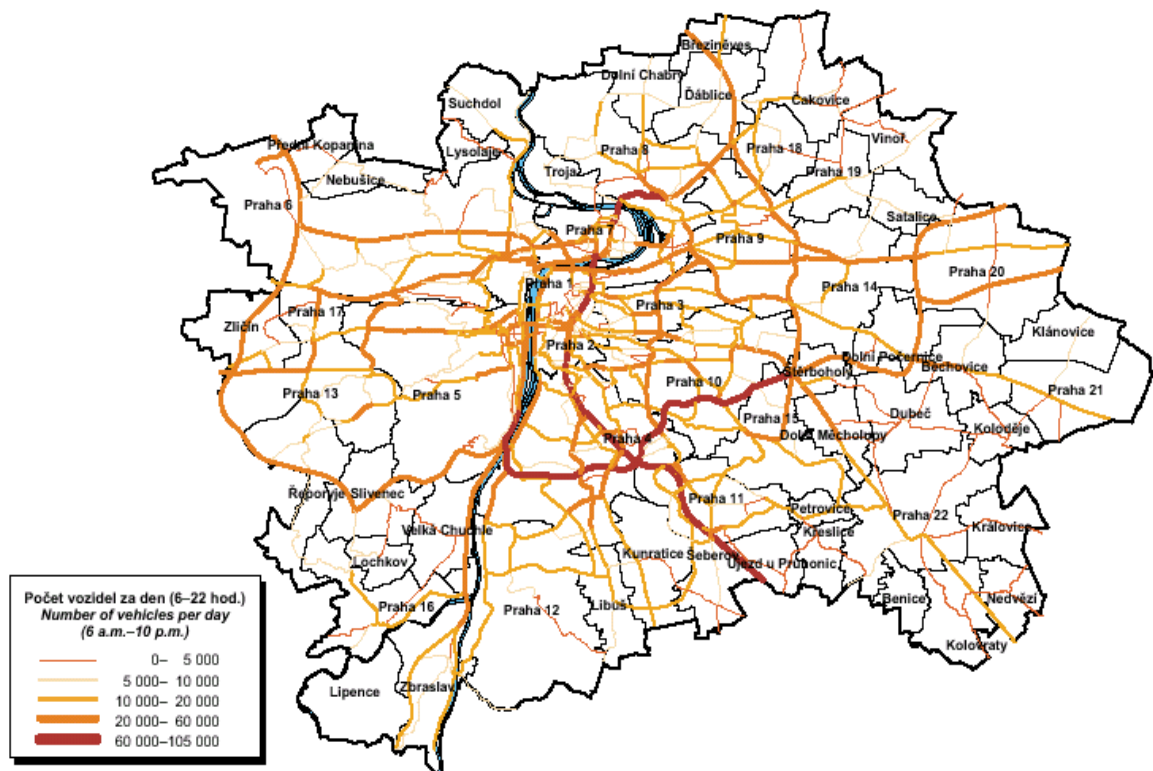 Březiněves
Dolní Chabry
Ďáblice
Suchdol
Čakovice
Přední Kopanina
Lysolaje
Praha 8
Praha 18
Vinoř
Nebušice
Troja
Praha 19
Praha 6
Satalice
Praha 7
Praha 9
Praha 20
Praha 1
Praha 14
Praha 3
Zličín
Praha 17
Klánovice
Praha 2
Dolní Počernice
Štěrboholy
Běchovice
Praha 13
Praha 5
Praha 10
Praha 21
Praha 15
Dubeč
Dolní Měcholupy
Koloděje
Praha 4
Řeporyje
Slivenec
Praha 11
Petrovice
Praha 22
Královice
Velká Chuchle
Křeslice
Kunratice
Šeberov
Újezd u Průhonic
Lochkov
Benice
Nedvězí
Praha 16
Praha 12
Libuš
Kolovraty
Lipence
Zbraslav
Počet vozidel za den (6–22 hod.)
Number of vehicles per day
(6 a.m.–10 p.m.)
0– 5 000
5 000– 10 000
10 000– 20 000
20 000– 60 000
60 000–105 000